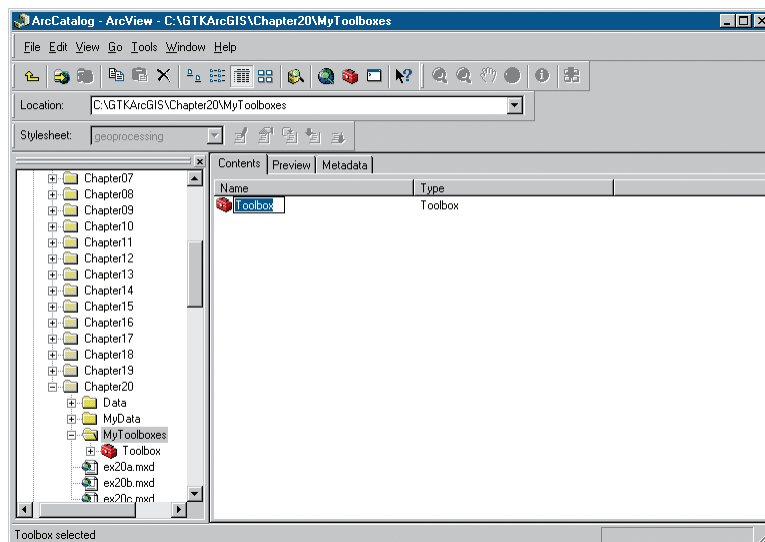 ArcCatalog - ArcView - C:\GTKArcGIS\Chapter20\MyToolboxes
File Edit View Go Tools Window Help
Location: C:\GTKArcGIS\Chapter20\MyToolboxes
Stylesheet: geoprocessing
Contents Preview Metadata
Name Type
Toolbox Toolbox
Chapter07
Chapter08
Chapter09
Chapter10
Chapter11
Chapter12
Chapter13
Chapter14
Chapter15
Chapter16
Chapter17
Chapter18
Chapter19
Chapter20
Data
MyData
MyToolboxes
Toolbox
ex20a.mxd
ex20b.mxd
ex20c.mxd
Toolbox selected